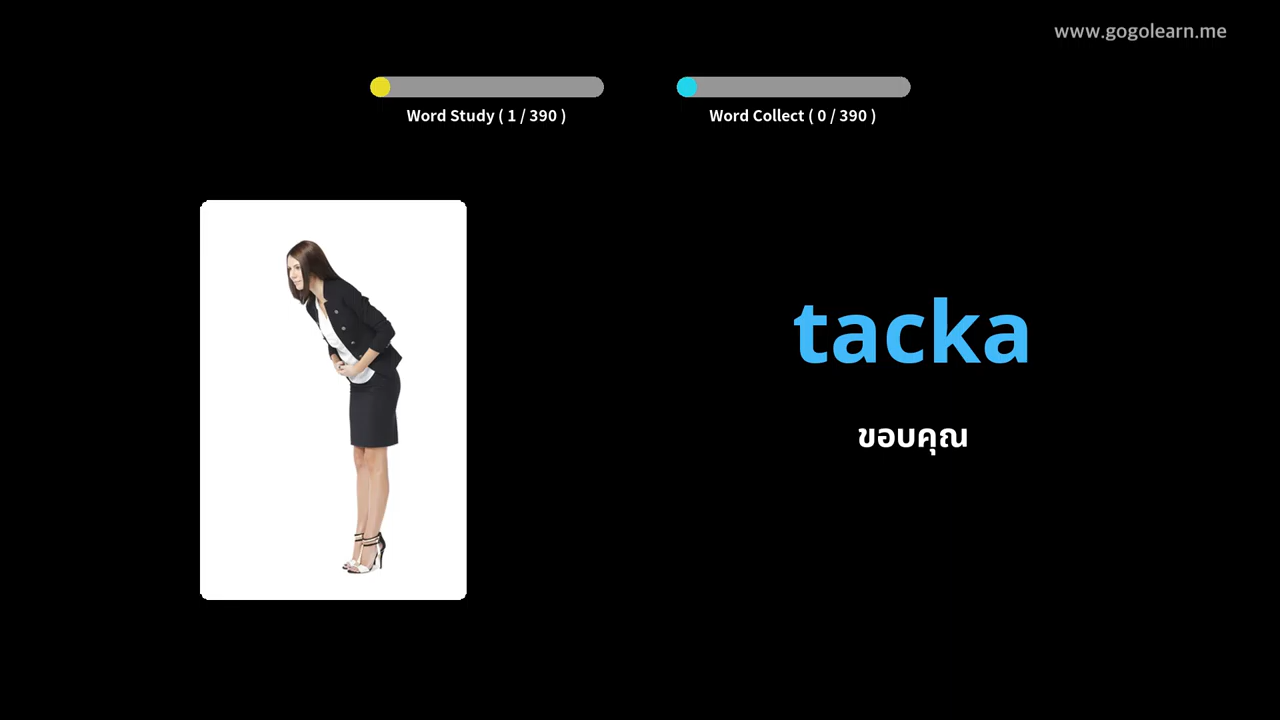 www.gogolearn.me
Word Study ( 1 / 390 )
Word Collect ( 0 / 390 )
tacka
ขอบคุณ